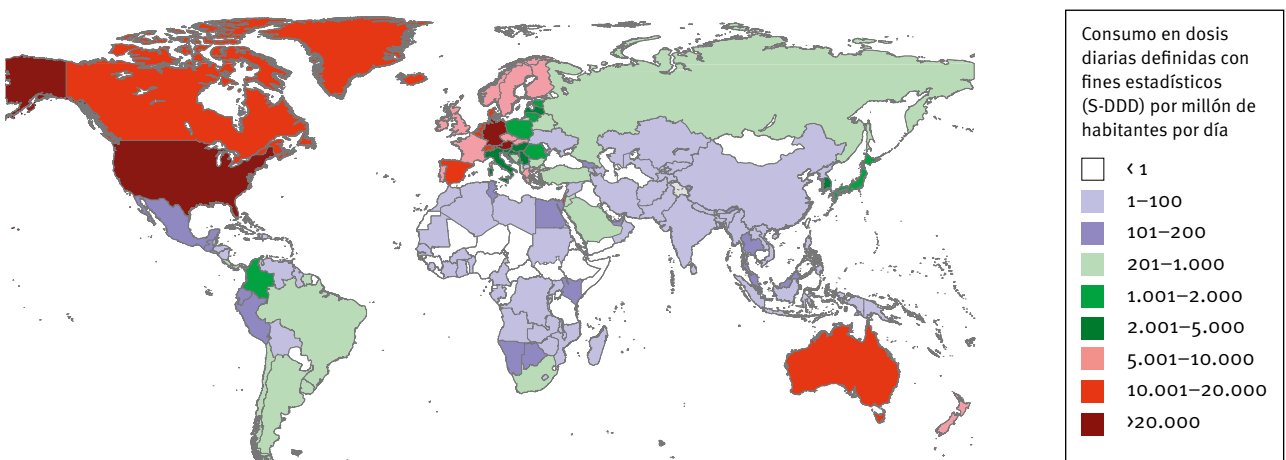 Consumo en dosis
diarias definidas con
fines estadísticos
(S-DDD) por millón de
habitantes por día
‹ 1
1–100
101–200
201–1.000
1.001–2.000
2.001–5.000
5.001–10.000
10.001–20.000
›20.000